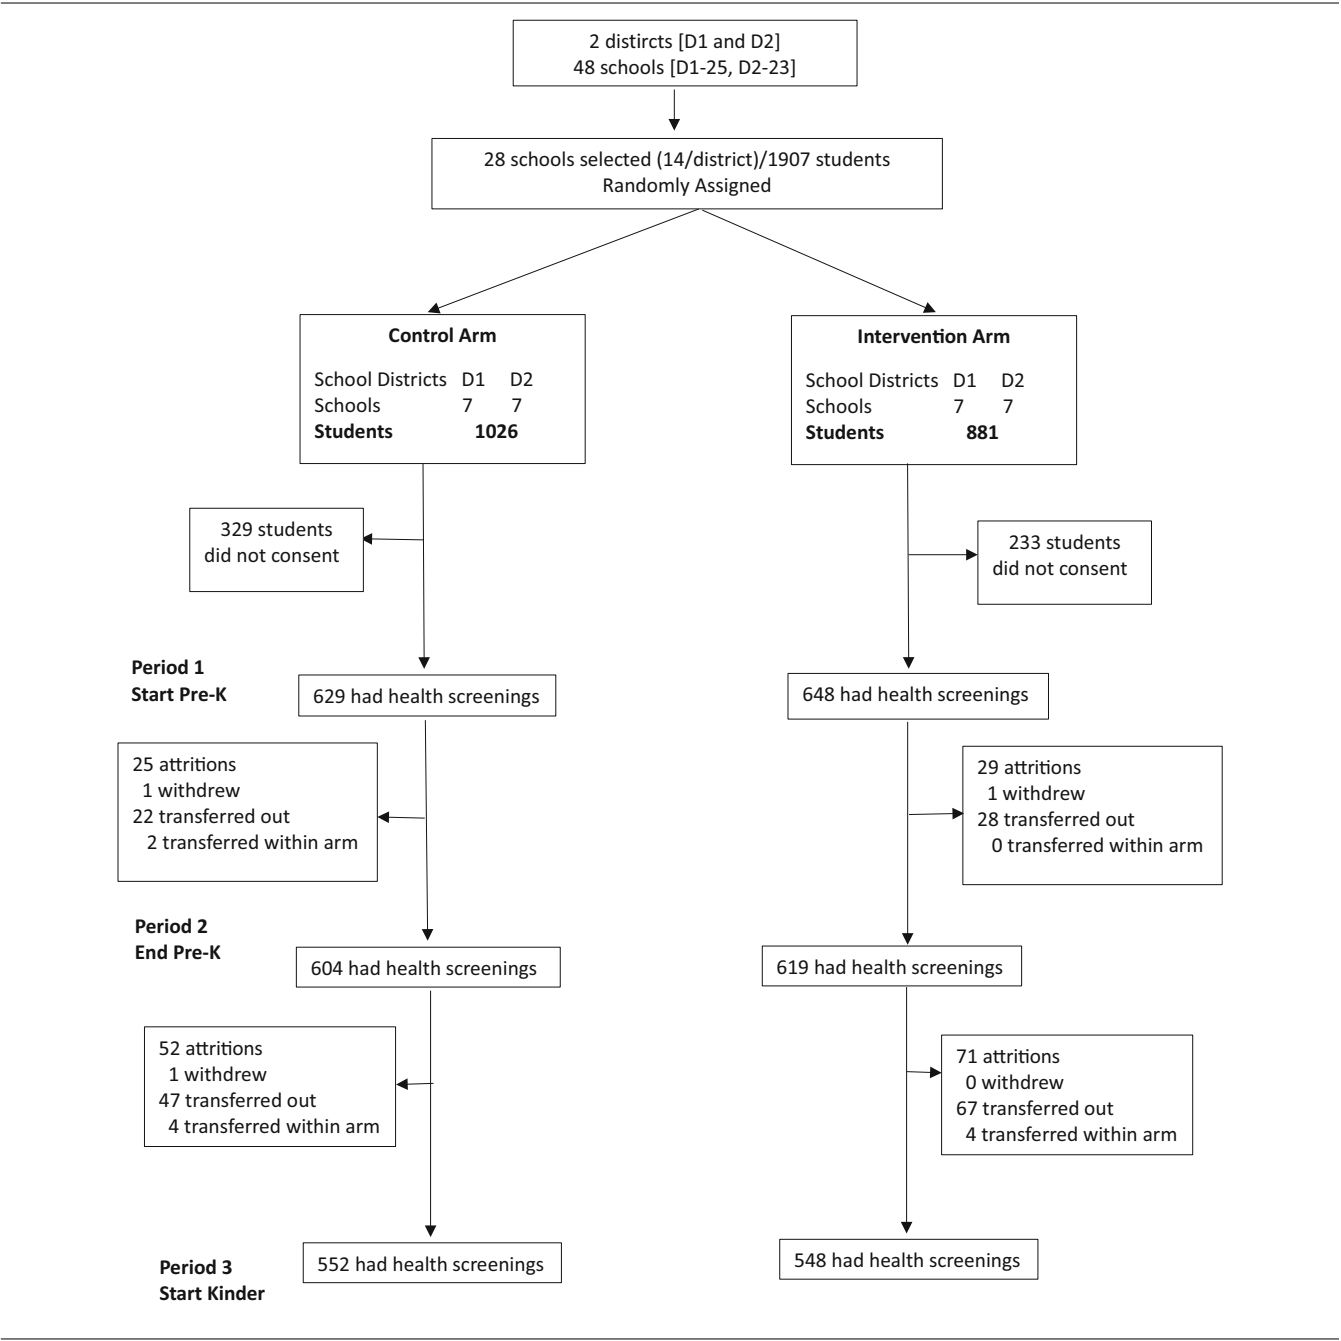 2 distircts [D1 and D2]
48 schools [D1-25, D2-23]
28 schools selected (14/district)/1907 students
Randomly Assigned
Control Arm
School Districts D1 D2
Schools 7 7
Students 1026
Intervention Arm
School Districts D1 D2
Schools 7 7
Students 881
329 students
did not consent
233 students
did not consent
Period 1
Start Pre-K
629 had health screenings
648 had health screenings
25 attritions
1 withdrew
22 transferred out
2 transferred within arm
29 attritions
1 withdrew
28 transferred out
0 transferred within arm
Period 2
End Pre-K
604 had health screenings
619 had health screenings
52 attritions
1 withdrew
47 transferred out
4 transferred within arm
71 attritions
0 withdrew
67 transferred out
4 transferred within arm
Period 3
Start Kinder
552 had health screenings
548 had health screenings